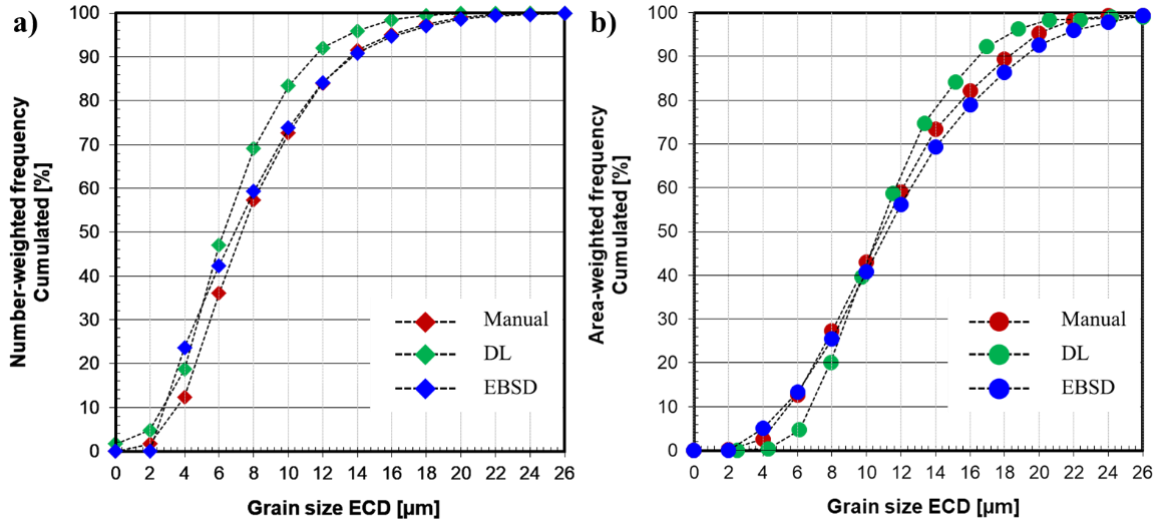 a)
Number-weighted frequency
Cumulated [%]
100
90
80
70
60
50
40
30
20
10
0
0 2 4 6 8 10 12 14 16 18 20 22 24 26
Grain size ECD [µm]
Manual
DL
EBSD
b)
Area-weighted frequency
Cumulated [%]
100
90
80
70
60
50
40
30
20
10
0
0 2 4 6 8 10 12 14 16 18 20 22 24 26
Grain size ECD [µm]
Manual
DL
EBSD